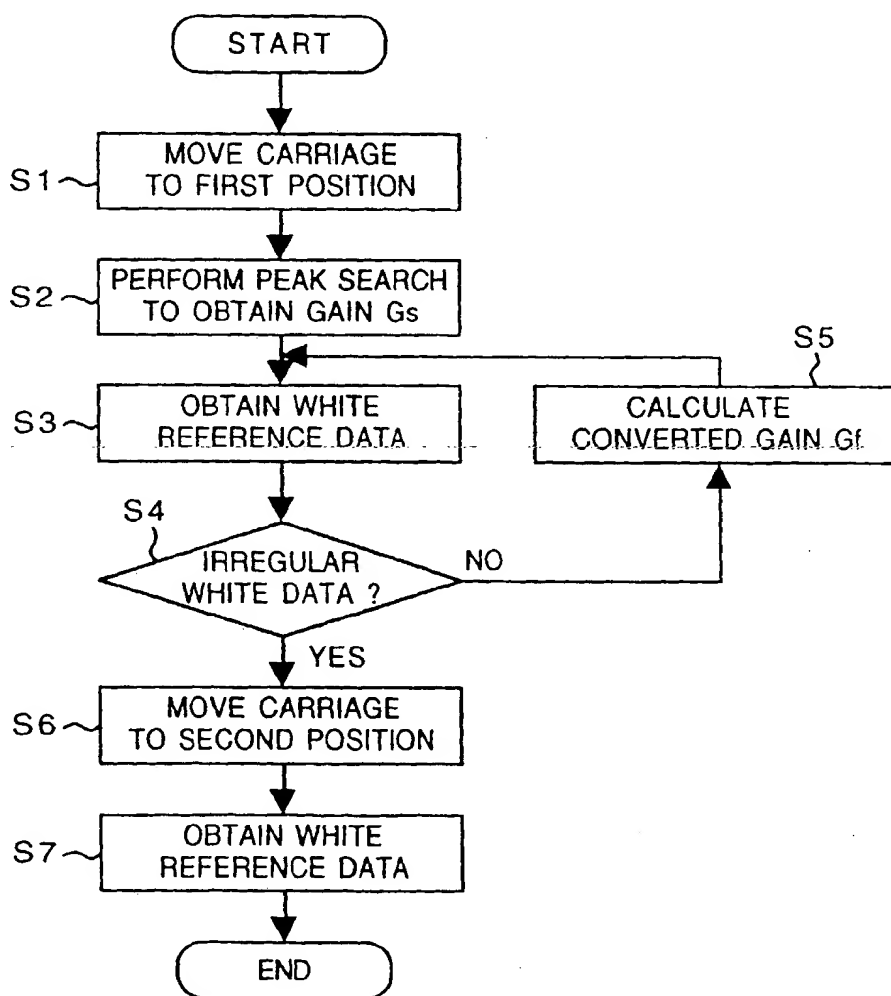 START
S1
MOVE CARRIAGE
TO FIRST POSITION
S2
PERFORM PEAK SEARCH
TO OBTAIN GAIN Gs
S3
OBTAIN WHITE
REFERENCE DATA
S5
CALCULATE
CONVERTED GAIN Gf
S4
IRREGULAR
WHITE DATA ?
NO
YES
S6
MOVE CARRIAGE
TO SECOND POSITION
S7
OBTAIN WHITE
REFERENCE DATA
END